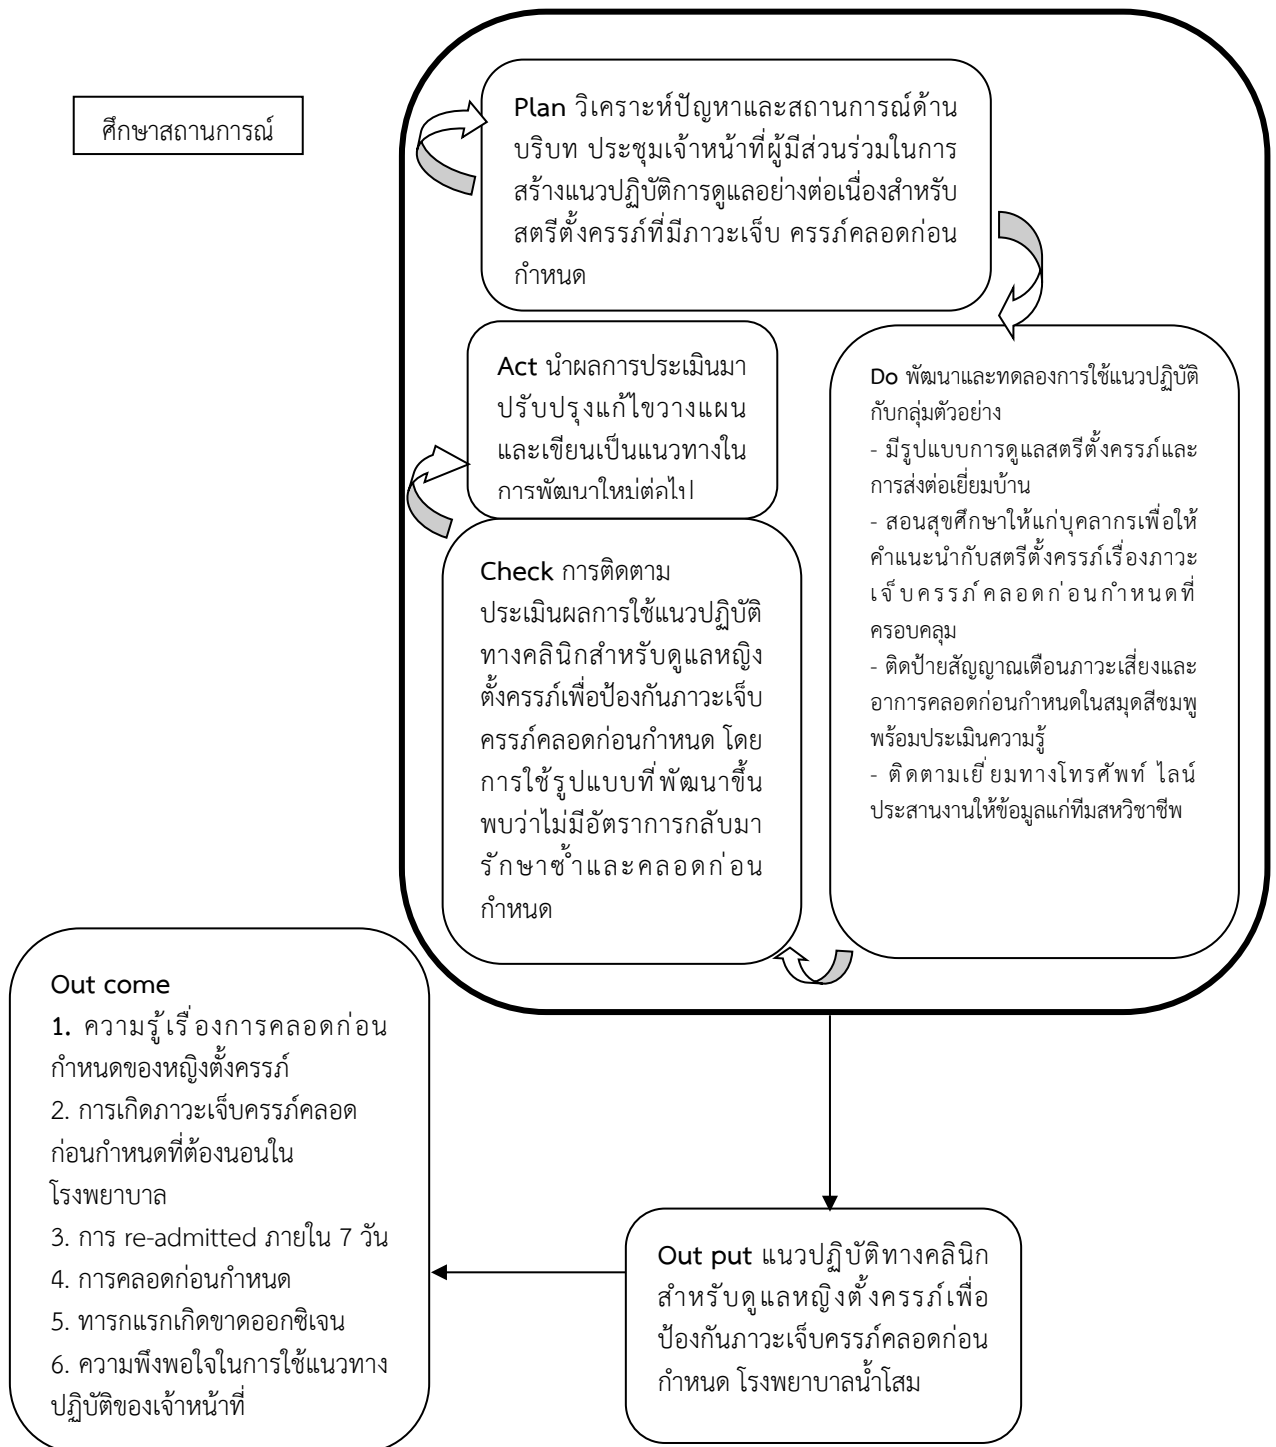 ศึกษาสถานการณ์
Plan วิเคราะห์ปัญหาและสถานการณ์ด้าน
บริบท ประชุมเจ้าหน้าที่ผู้มีส่วนร่วมในการ
สร้างแนวปฏิบัติการดูแลอย่างต่อเนื่องสำหรับ
สตรีตั้งครรภ์ที่มีภาวะเจ็บ ครรภ์คลอดก่อน
กำหนด
Act นำผลการประเมินมา
ปรับปรุงแก้ไขวางแผน
และเขียนเป็นแนวทางใน
การพัฒนาใหม่ต่อไป
Do พัฒนาและทดลองการใช้แนวปฏิบัติ
กับกลุ่มตัวอย่าง
- มีรูปแบบการดูแลสตรีตั้งครรภ์และ
การส่งต่อเยี่ยมบ้าน
- สอนสุขศึกษาให้แก่บุคลากรเพื่อให้
คำแนะนำกับสตรีตั้งครรภ์เรื่องภาวะ
เจ็บครรภ์คลอดก่อนกำหนดที่
ครอบคลุม
- ติดป้ายสัญญาณเตือนภาวะเสี่ยงและ
อาการคลอดก่อนกำหนดในสมุดสีชมพู
พร้อมประเมินความรู้
- ติดตามเยี่ยมทางโทรศัพท์ ไลน์
ประสานงานให้ข้อมูลแก่ทีมสหวิชาชีพ
Check การติดตาม
ประเมินผลการใช้แนวปฏิบัติ
ทางคลินิกสำหรับดูแลหญิง
ตั้งครรภ์เพื่อป้องกันภาวะเจ็บ
ครรภ์คลอดก่อนกำหนด โดย
การใช้รูปแบบที่พัฒนาขึ้น
พบว่าไม่มีอัตราการกลับมา
รักษาซ้ำและคลอดก่อน
กำหนด
Out come
1. ความรู้เรื่องการคลอดก่อน
กำหนดของหญิงตั้งครรภ์
2. การเกิดภาวะเจ็บครรภ์คลอด
ก่อนกำหนดที่ต้องนอนใน
โรงพยาบาล
3. การ re-admitted ภายใน 7 วัน
4. การคลอดก่อนกำหนด
5. ทารกแรกเกิดขาดออกซิเจน
6. ความพึงพอใจในการใช้แนวทาง
ปฏิบัติของเจ้าหน้าที่
Out put แนวปฏิบัติทางคลินิก
สำหรับดูแลหญิงตั้งครรภ์เพื่อ
ป้องกันภาวะเจ็บครรภ์คลอดก่อน
กำหนด โรงพยาบาลน้ำโสม